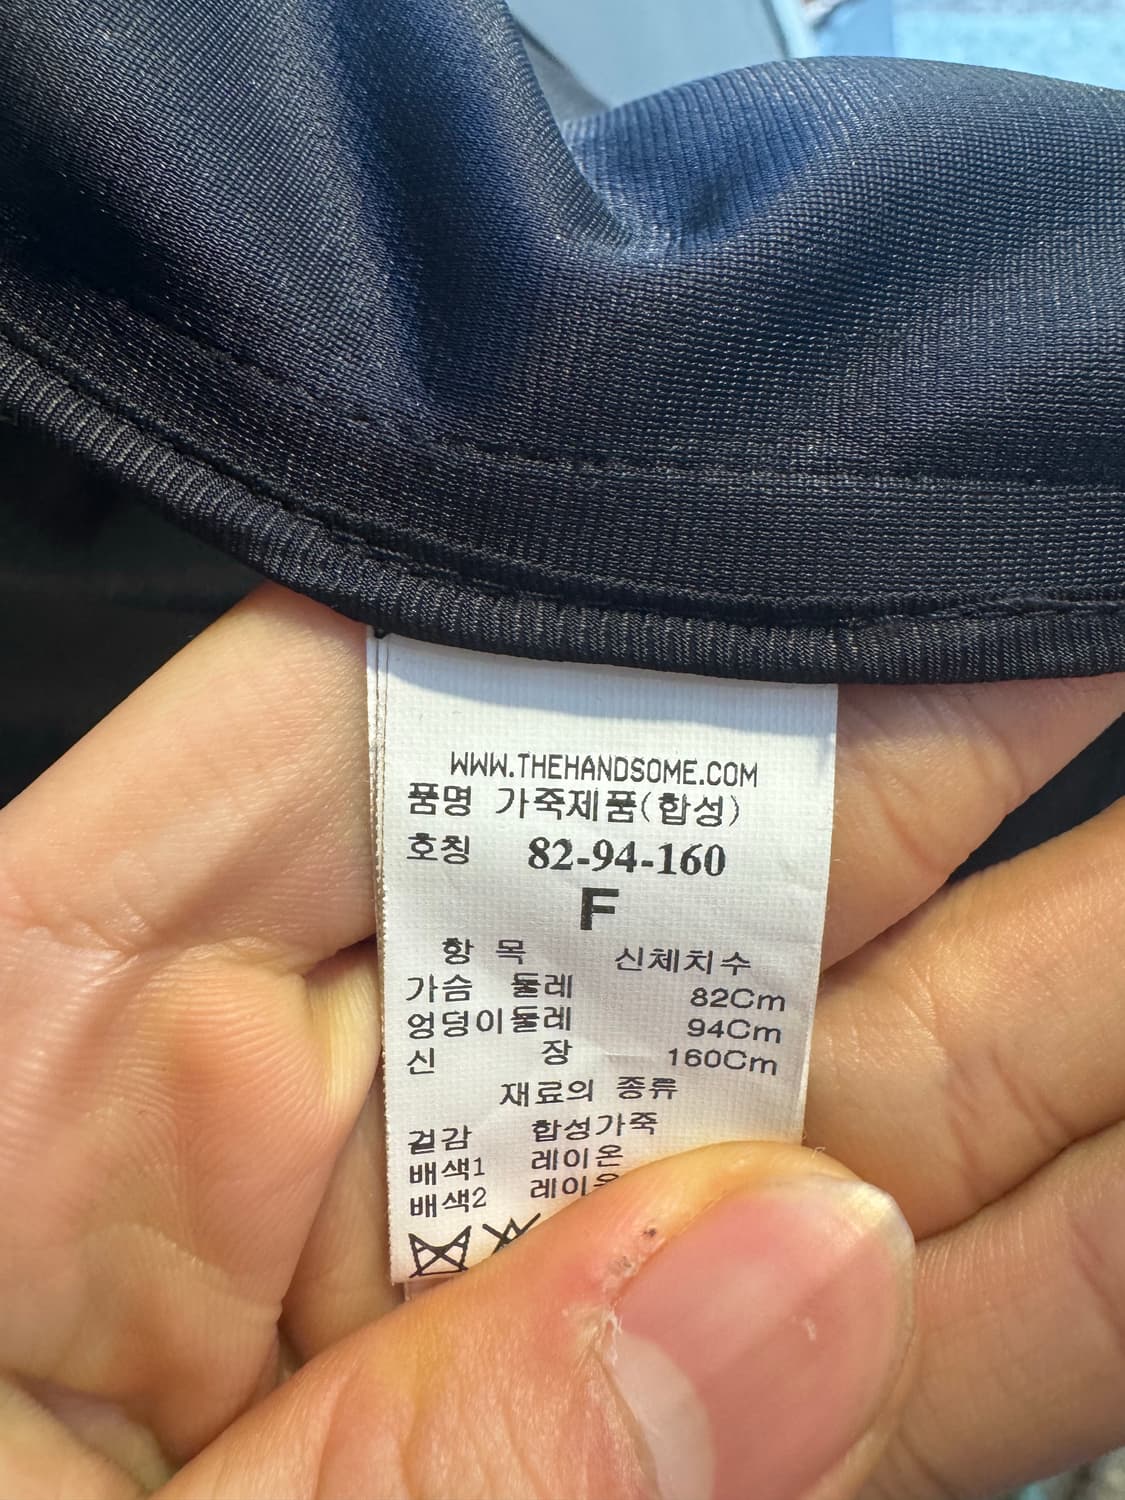 WWW.THEHANDSOME.COM
품명 가죽제품(합성)
호칭 82-94-160
F
항 목 신체치수
가슴 둘레 82Cm
엉덩이둘레 94Cm
신 장 160Cm
재료의 종류
겉감 합성가죽
배색1 레이온
배색2